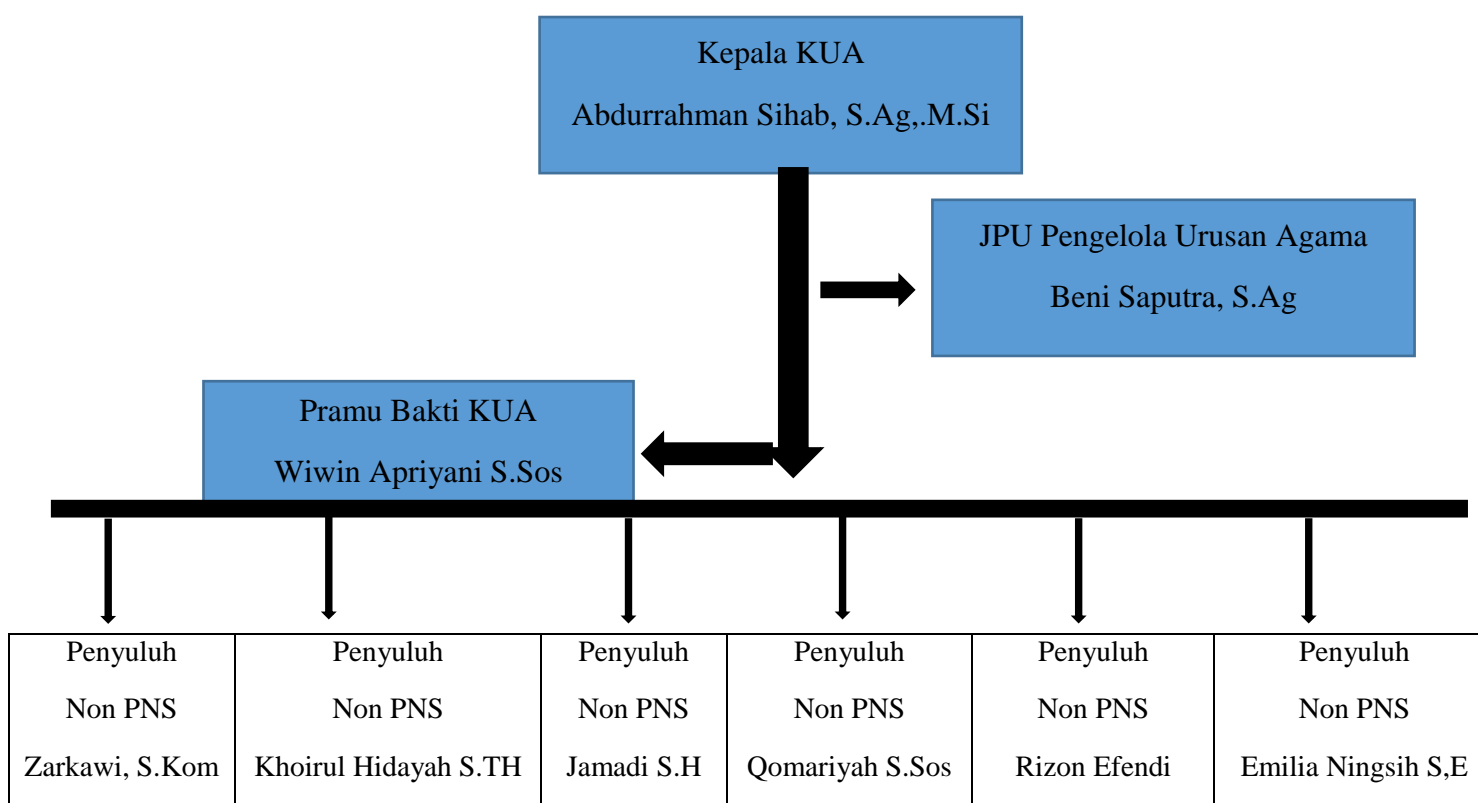 Kepala KUA
Abdurrahman Sihab, S.Ag,.M.Si
JPU Pengelola Urusan Agama
Beni Saputra, S.Ag
Pramu Bakti KUA
Wiwin Apriyani S.Sos
Penyuluh
Non PNS
Zarkawi, S.Kom
Penyuluh
Non PNS
Khoirul Hidayah S.TH
Penyuluh
Non PNS
Jamadi S.H
Penyuluh
Non PNS
Qomariyah S.Sos
Penyuluh
Non PNS
Rizon Efendi
Penyuluh
Non PNS
Emilia Ningsih S,E